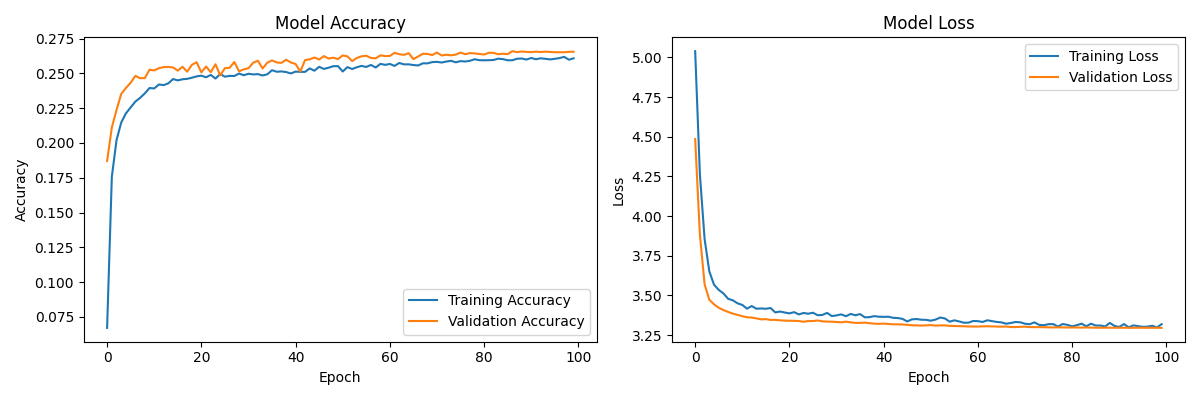 Model Accuracy
0.275
0.250
0.225
0.200
0.175
0.150
0.125
0.100
0.075
Accuracy
0 20 40 60 80 100
Epoch
Training Accuracy
Validation Accuracy
Model Loss
5.00
4.75
4.50
4.25
4.00
3.75
3.50
3.25
Loss
0 20 40 60 80 100
Epoch
Training Loss
Validation Loss